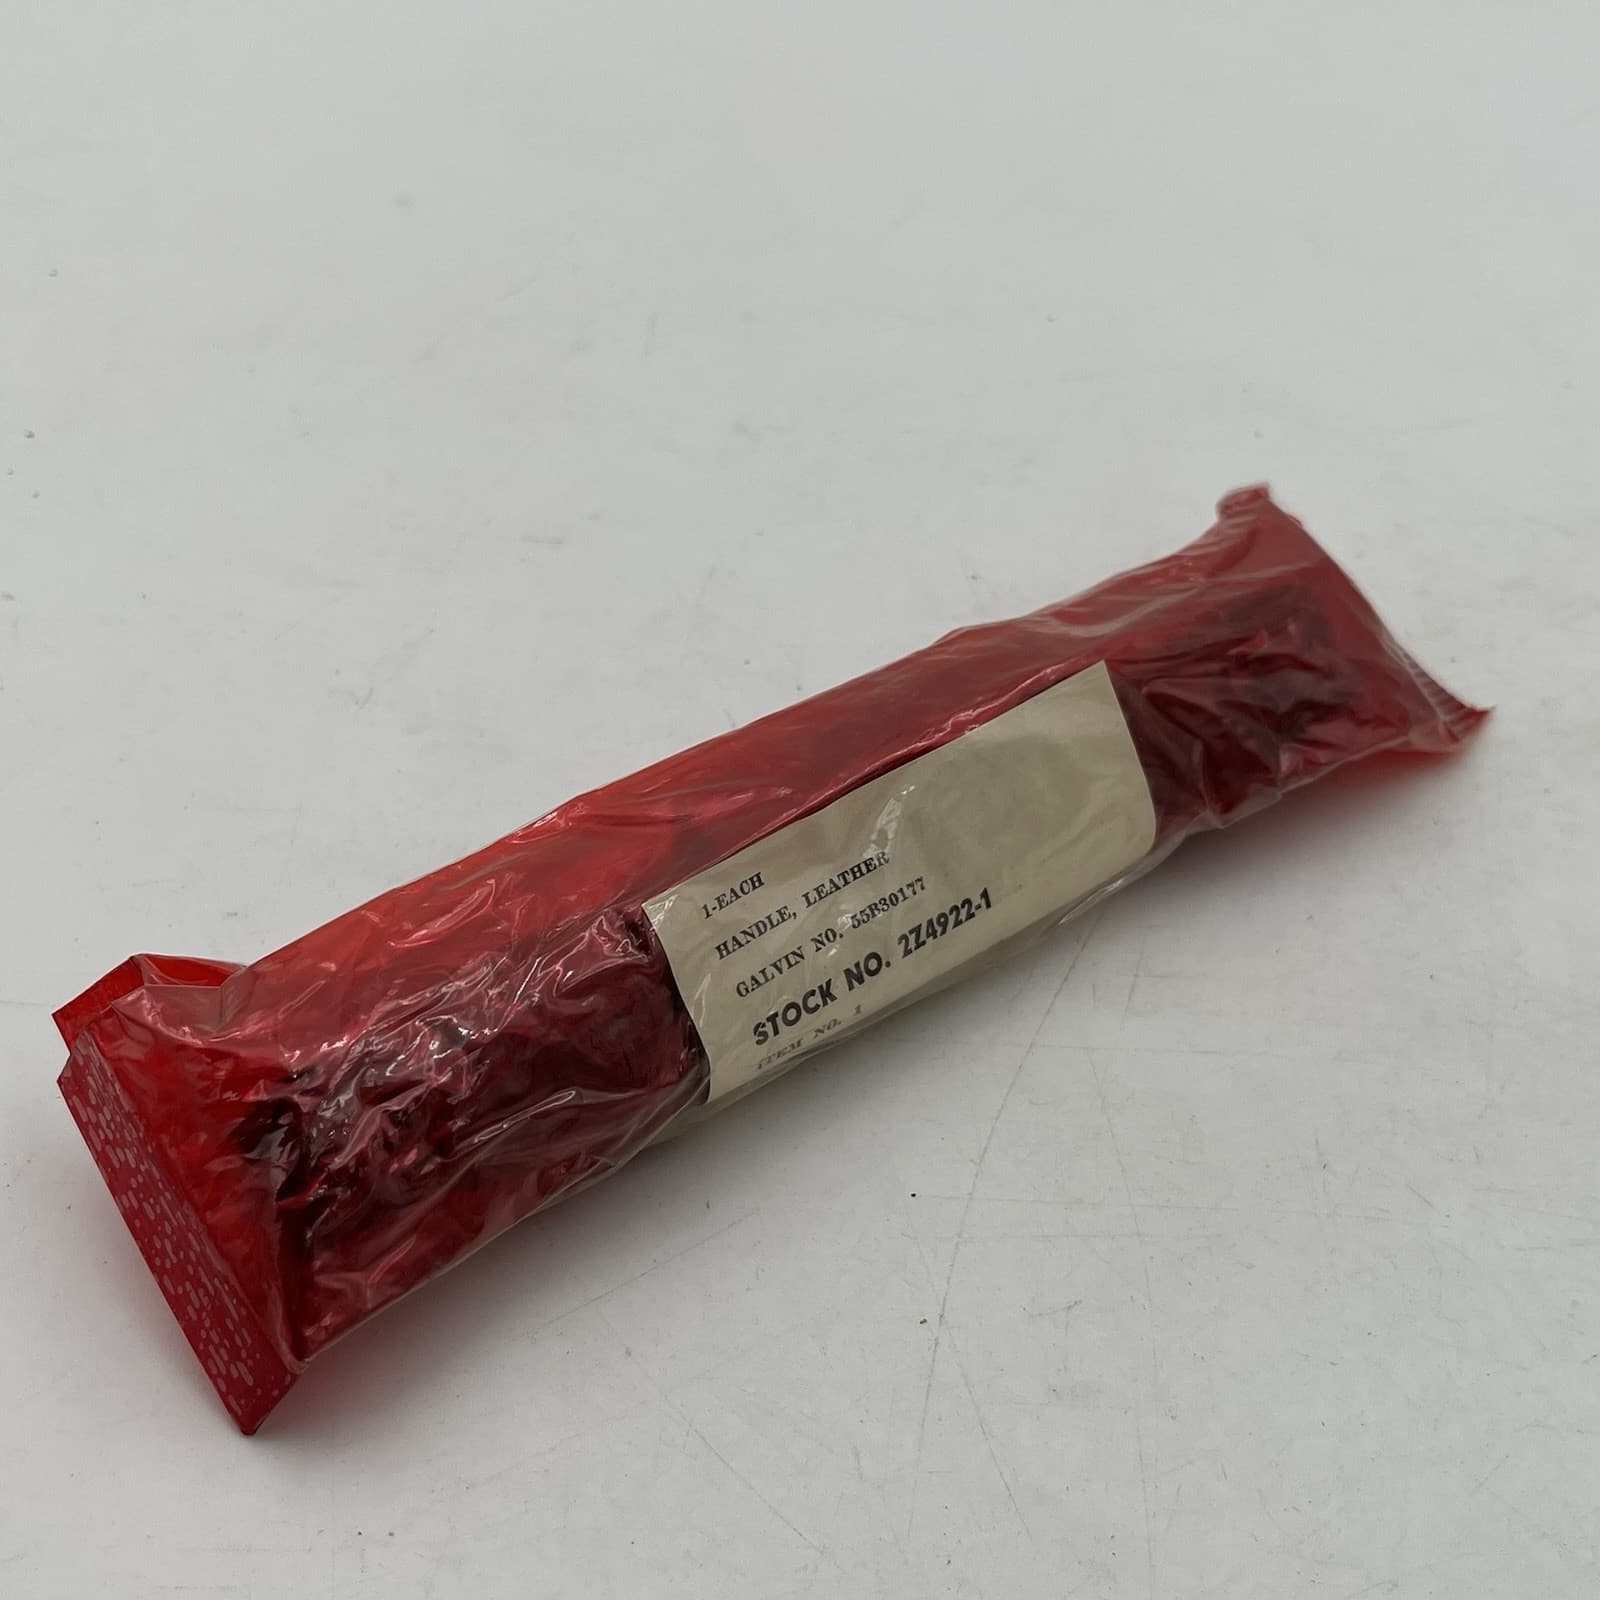 1-EACH
HANDLE, LEATHER
GALVIN NO. 55B30177
STOCK NO. 2Z4922-1
ITEM NO. 1